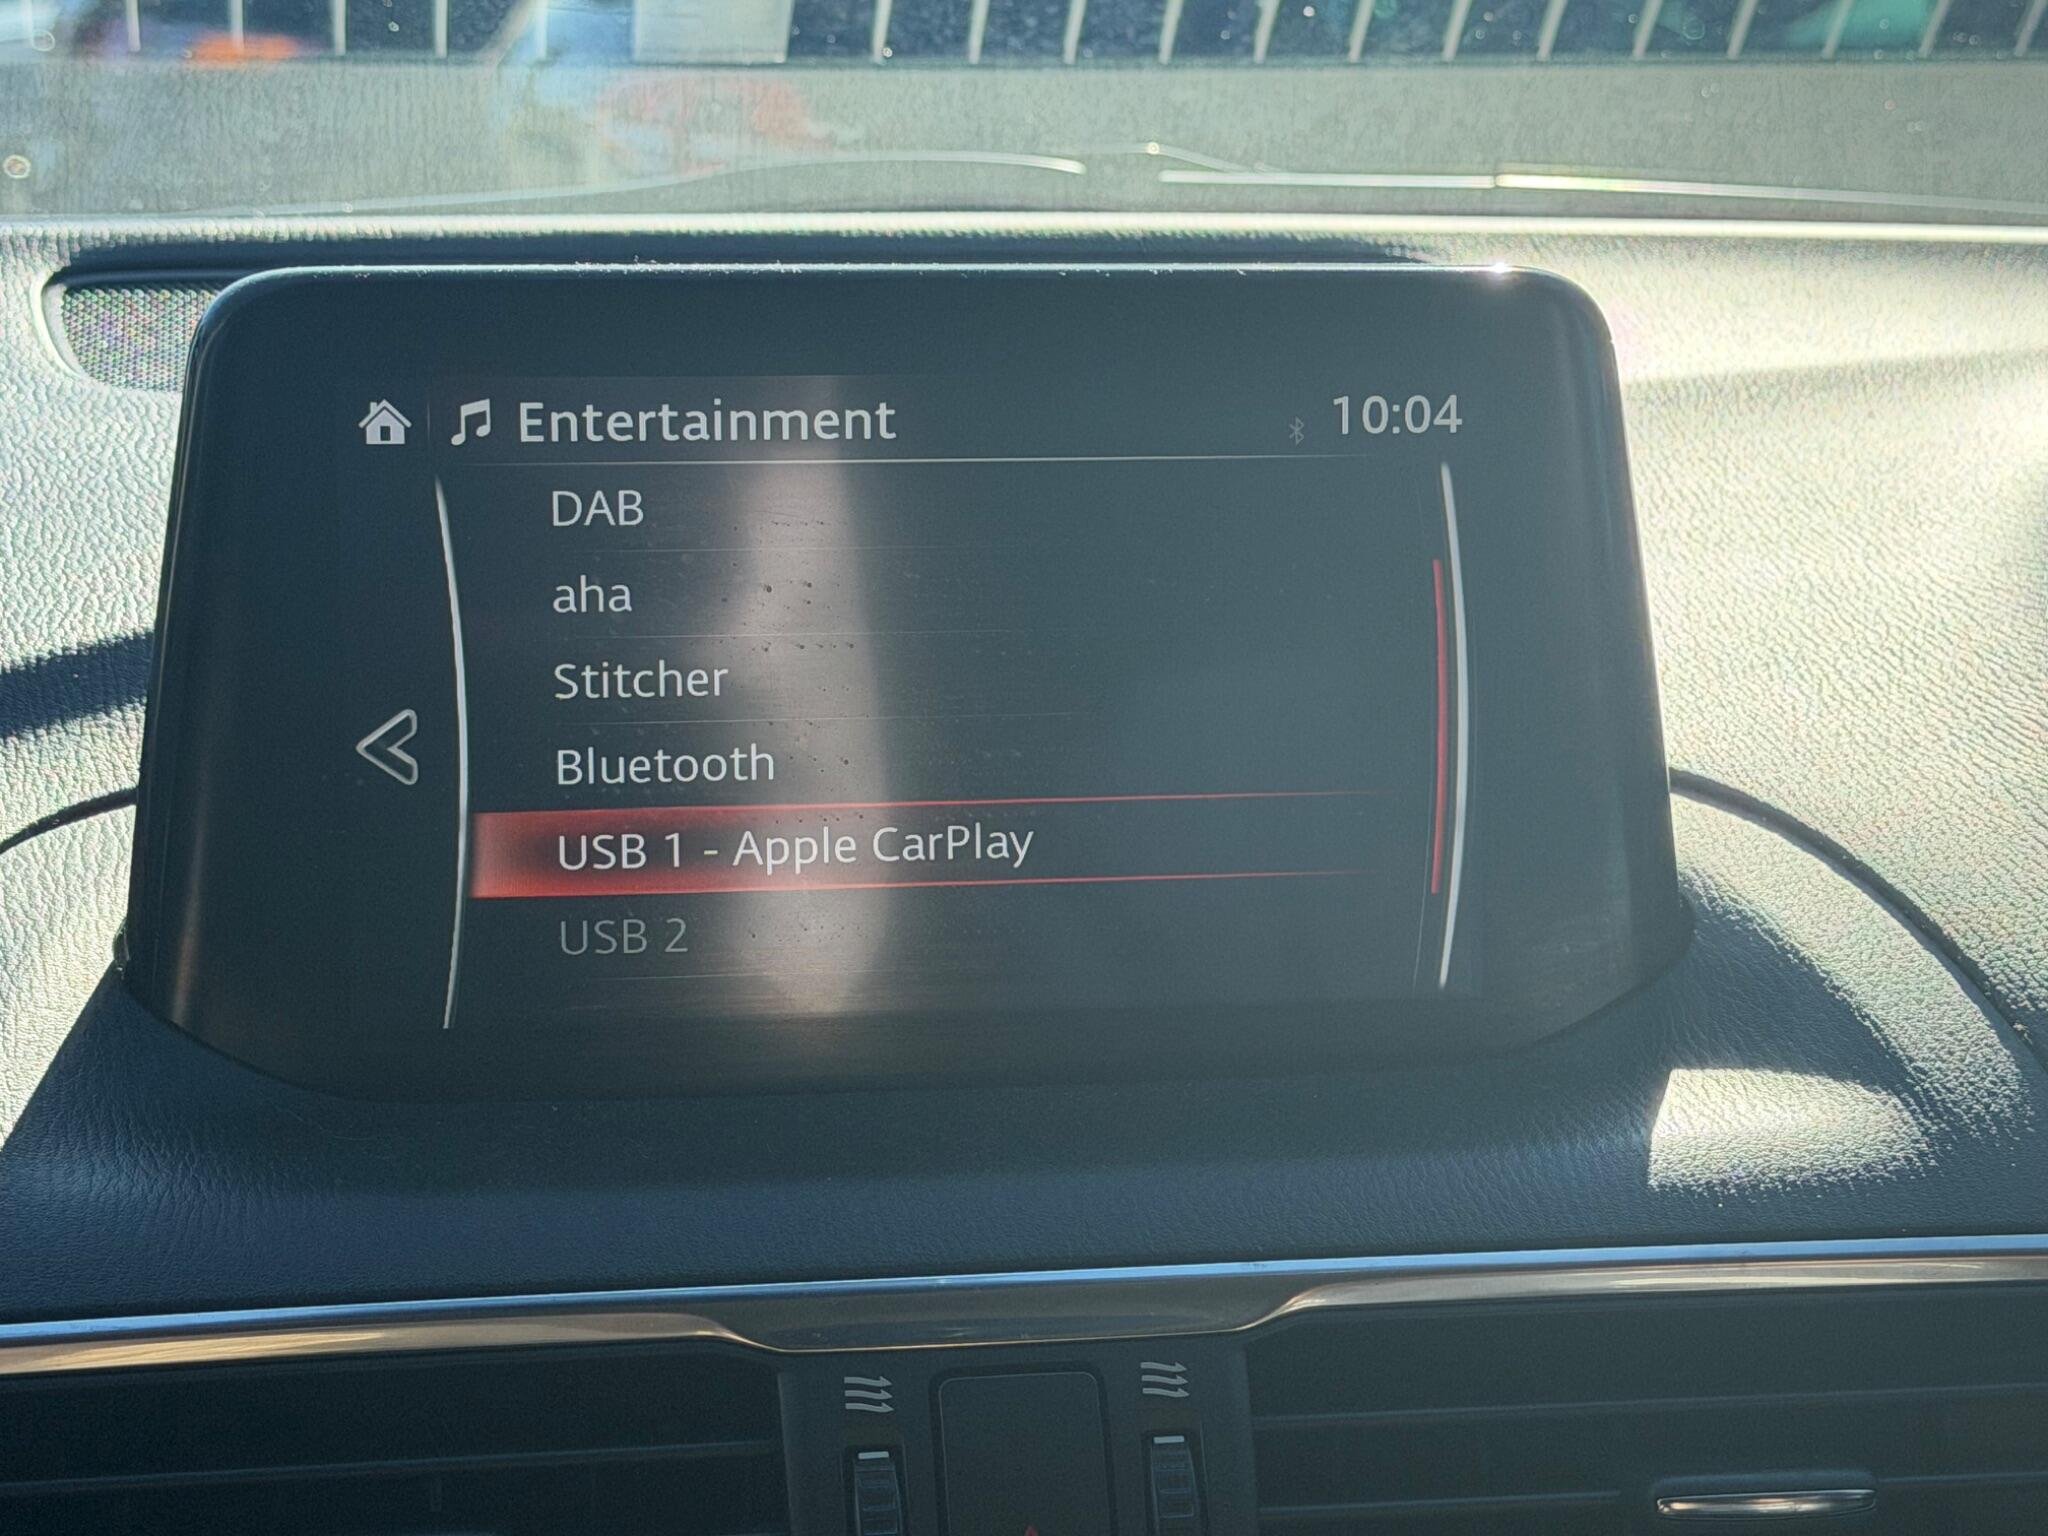 Entertainment 10:04
DAB
aha
Stitcher
Bluetooth
USB 1 - Apple CarPlay
USB 2